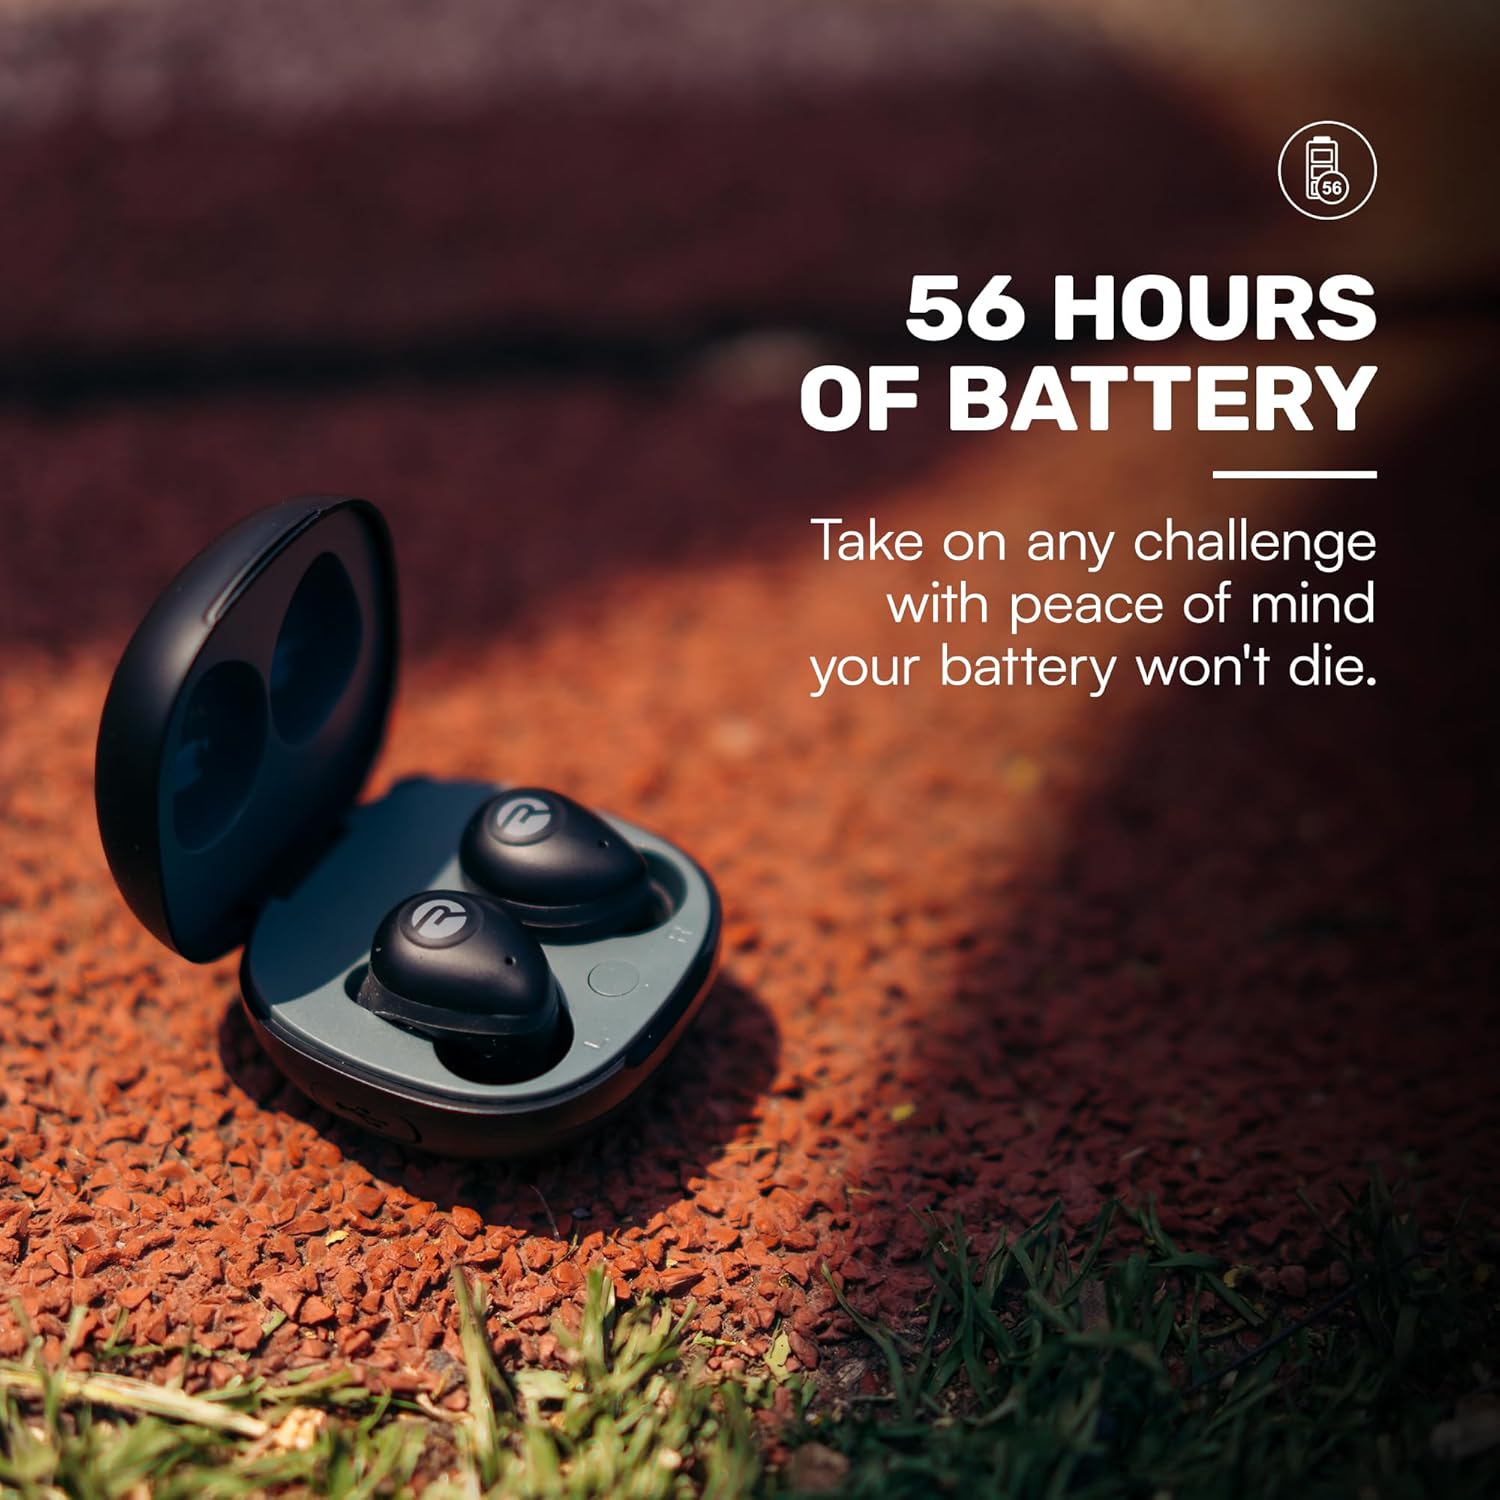 56
56 HOURS
OF BATTERY
Take on any challenge
with peace of mind
your battery won't die.
R
R
R
L